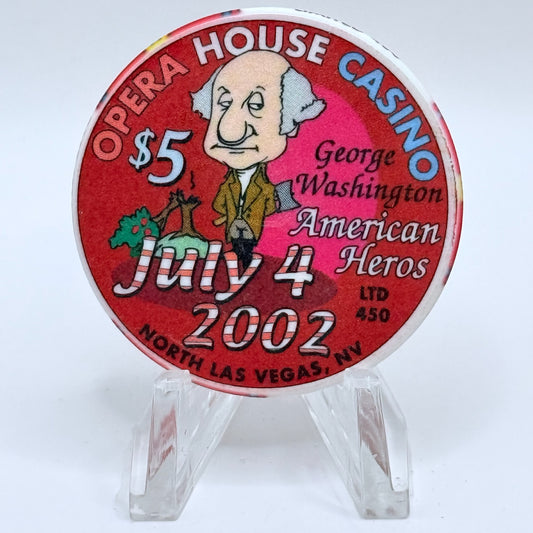 OPERA HOUSE CASINO
$5
George
Washington
American
Heros
July 4
2002
LTD
450
NORTH LAS VEGAS, NV